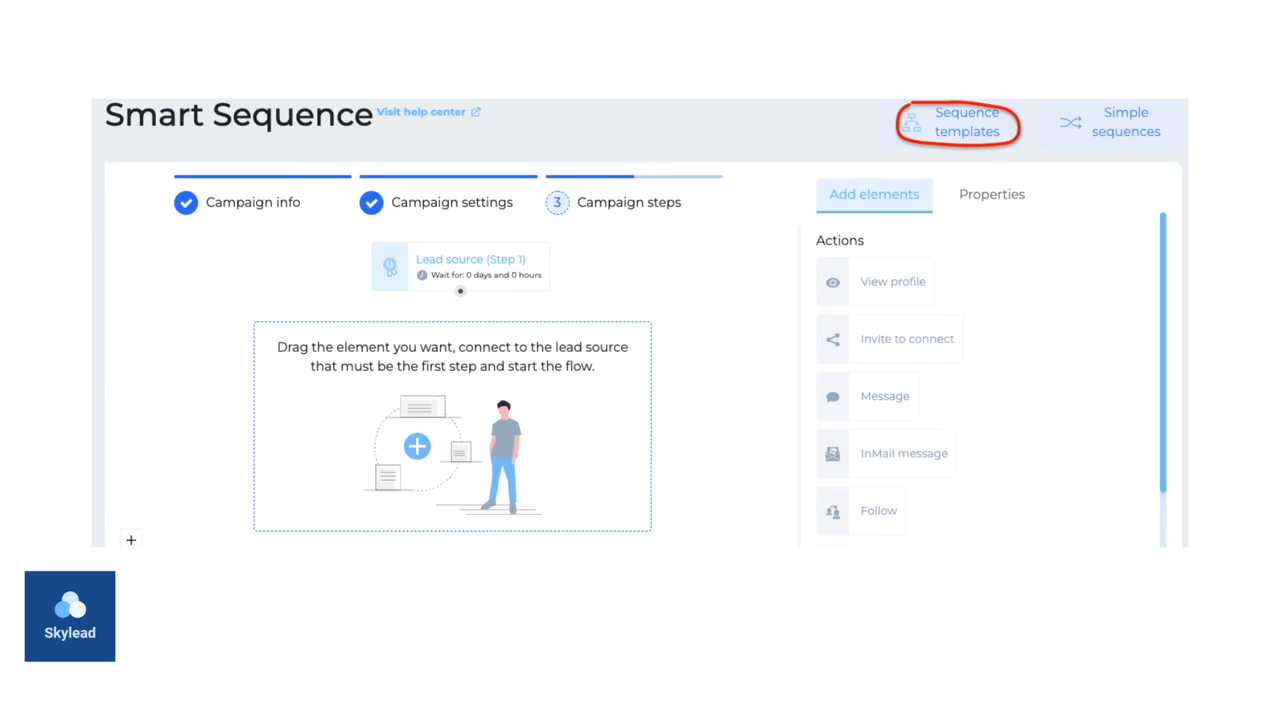 Smart Sequence
Visit help center
Sequence
templates
Simple
sequences
Campaign info
Campaign settings
3
Campaign steps
Add elements
Properties
Lead source (Step 1)
Wait for: 0 days and 0 hours
Actions
View profile
Drag the element you want, connect to the lead source
that must be the first step and start the flow.
Invite to connect
Message
InMail message
Follow
+
Skylead